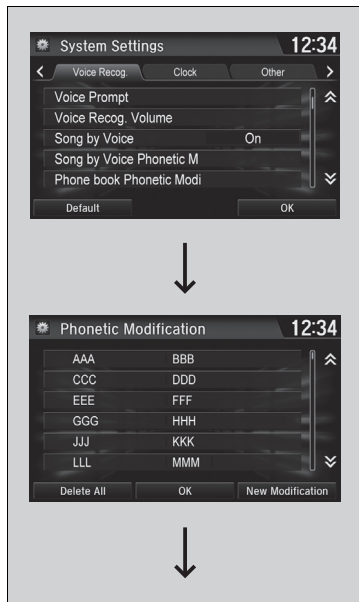 System Settings 12:34
Voice Recog. Clock Other
Voice Prompt
Voice Recog. Volume
Song by Voice On
Song by Voice Phonetic M
Phone book Phonetic Modi
Default OK
Phonetic Modification 12:34
AAA BBB
CCC DDD
EEE FFF
GGG HHH
JJJ KKK
LLL MMM
Delete All OK New Modification